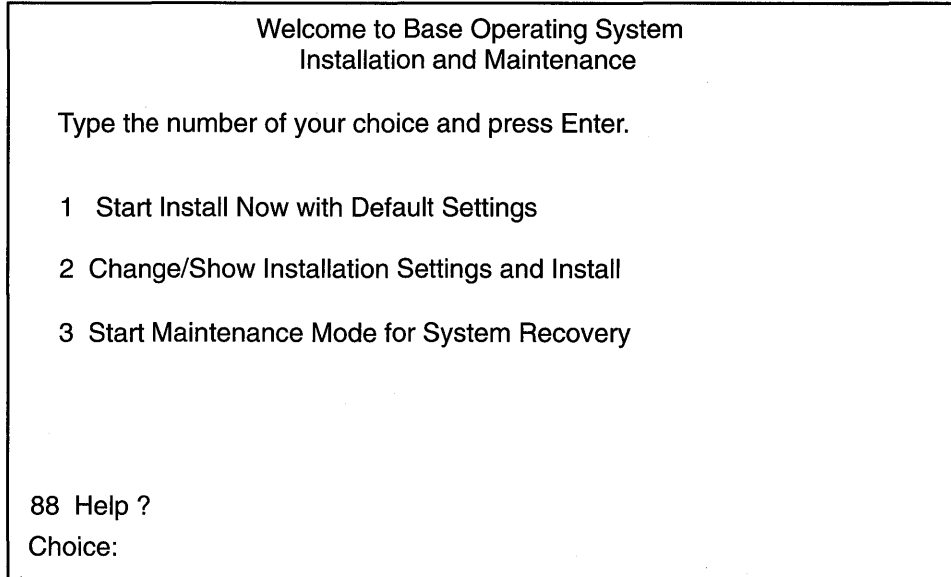 Welcome to Base Operating System
Installation and Maintenance
Type the number of your choice and press Enter.
1 Start Install Now with Default Settings
2 Change/Show Installation Settings and Install
3 Start Maintenance Mode for System Recovery
88 Help ?
Choice: